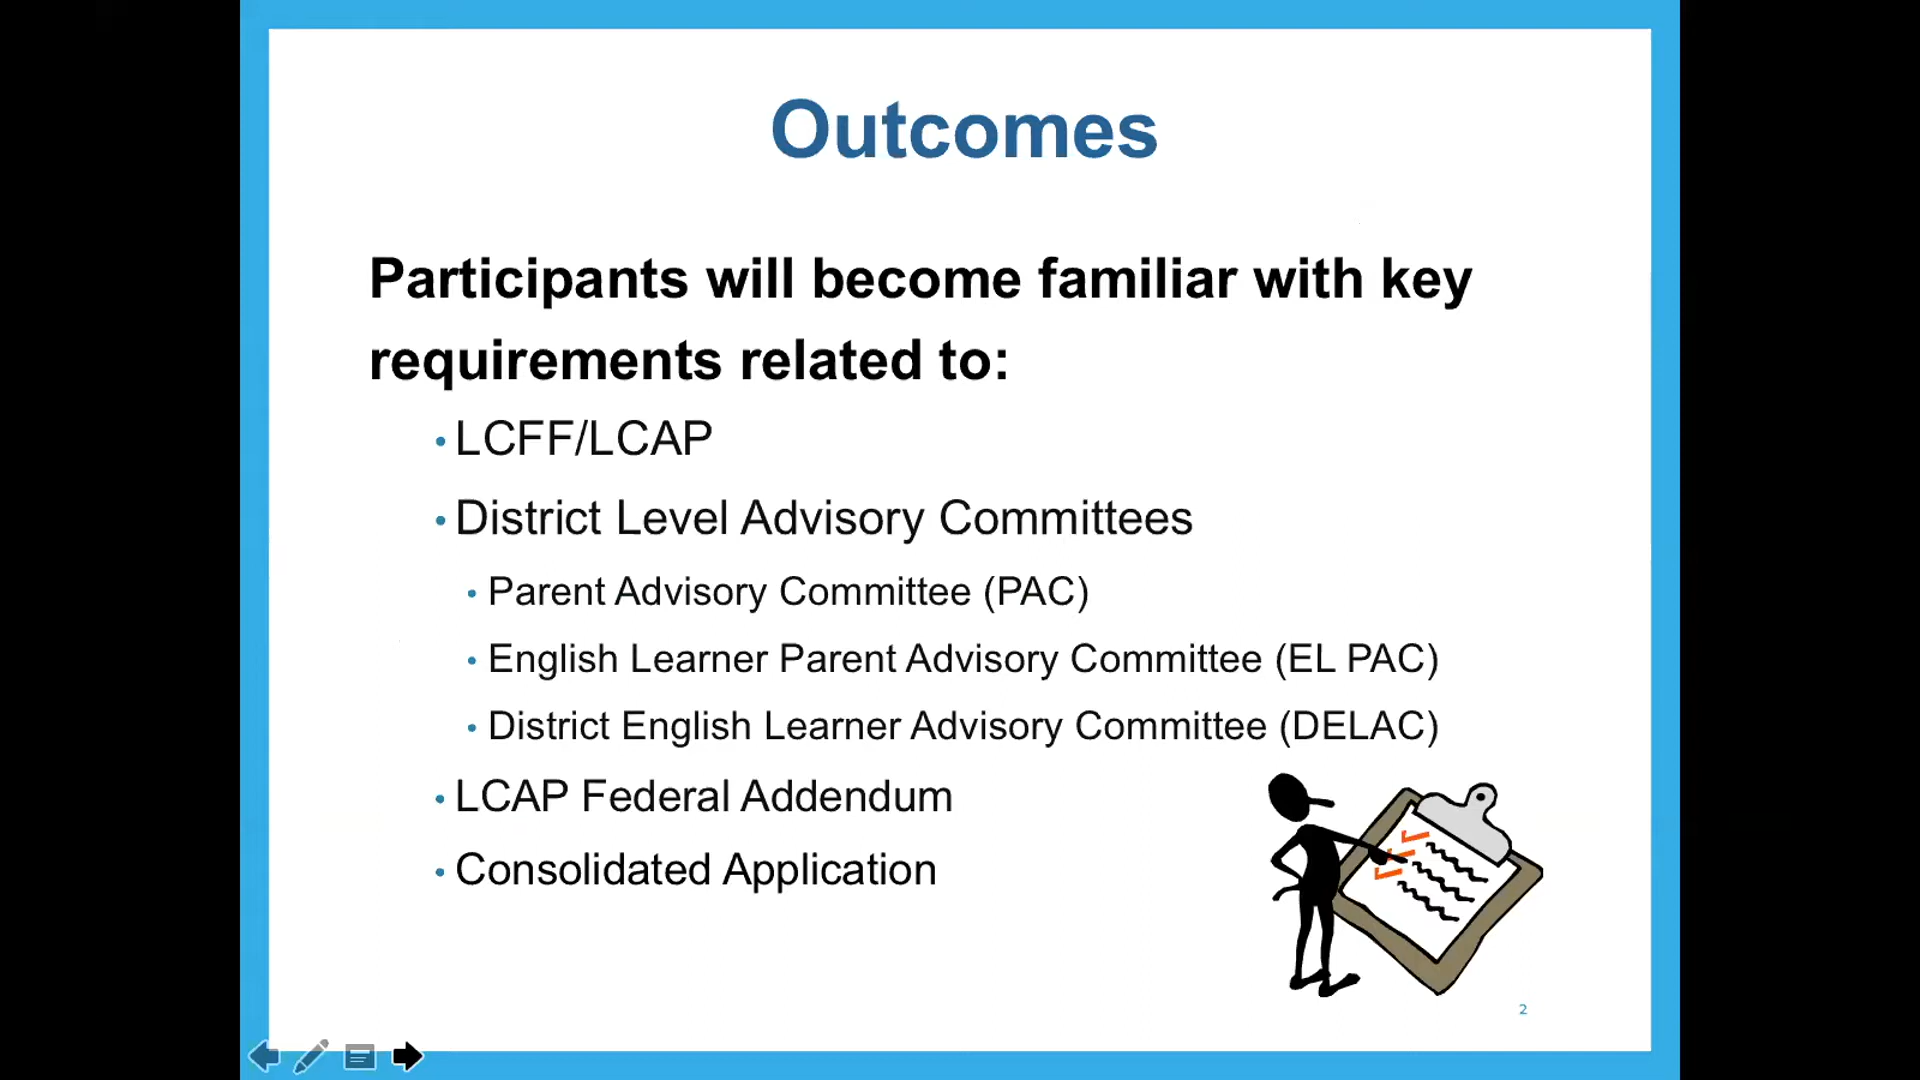 Outcomes
Participants will become familiar with key
requirements related to:
• LCFF/LCAP
• District Level Advisory Committees
• Parent Advisory Committee (PAC)
• English Learner Parent Advisory Committee (EL PAC)
• District English Learner Advisory Committee (DELAC)
• LCAP Federal Addendum
• Consolidated Application
2